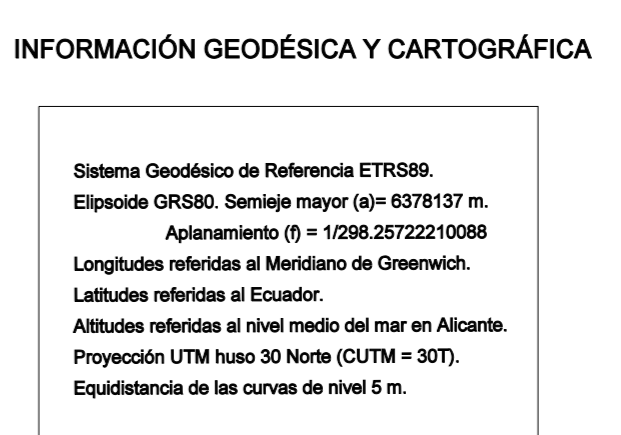 INFORMACIÓN GEODÉSICA Y CARTOGRÁFICA
Sistema Geodésico de Referencia ETRS89.
Elipsoide GRS80. Semieje mayor (a)= 6378137 m.
Aplanamiento (f) = 1/298.25722210088
Longitudes referidas al Meridiano de Greenwich.
Latitudes referidas al Ecuador.
Altitudes referidas al nivel medio del mar en Alicante.
Proyección UTM huso 30 Norte (CUTM = 30T).
Equidistancia de las curvas de nivel 5 m.